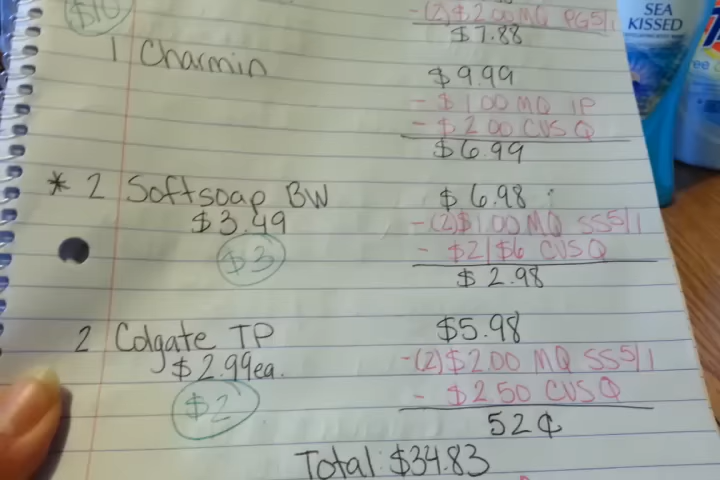 $10
-(2)$2.00 MQ PG5/1
$7.88
1 Charmin
$9.99
- $1.00 MQ IP
- $2.00 CVS Q
$6.99
* 2 Softsoap BW
$3.49
$3
$6.98
-(2)$1.00 MQ SS5/1
- $2/$6 CVSQ
$2.98
2 Colgate TP
$2.99ea.
$2
$5.98
-(2)$2.00 MQ SS5/1
- $2.50 CVSQ
52¢
Total: $34.83
SEA
KISSED